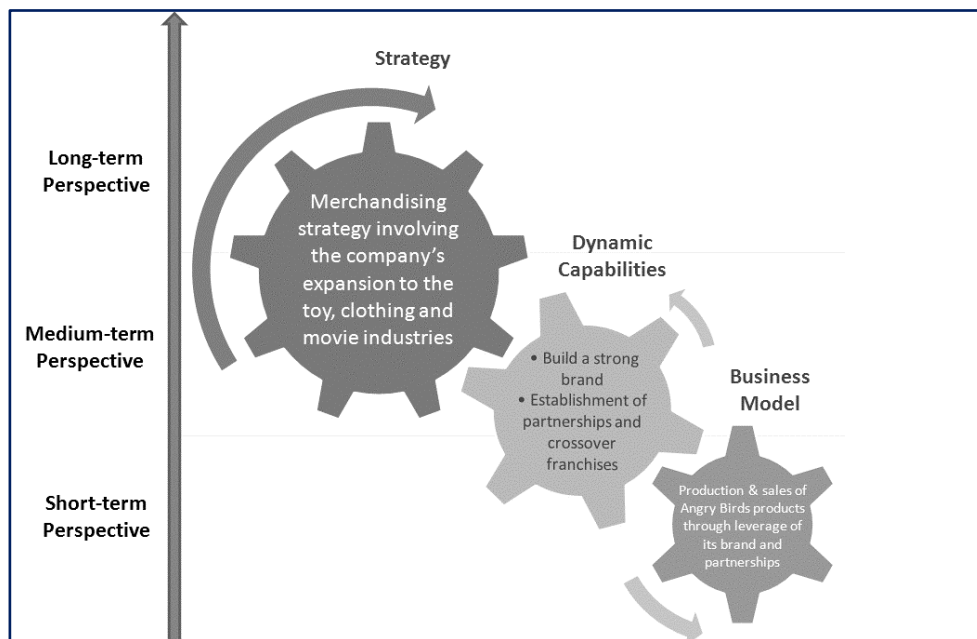 Strategy
Long-term
Perspective
Merchandising
strategy involving
the company’s
expansion to the
toy, clothing and
movie industries
Dynamic
Capabilities
Medium-term
Perspective
• Build a strong
brand
• Establishment of
partnerships and
crossover
franchises
Business
Model
Short-term
Perspective
Production & sales of
Angry Birds products
through leverage of
its brand and
partnerships